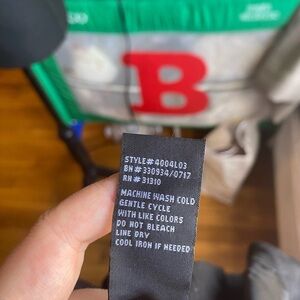 B
STYLE# 4004L03
BN# 330934/0717
RN# 31310
MACHINE WASH COLD
GENTLE CYCLE
WITH LIKE COLORS
DO NOT BLEACH
LINE DRY
COOL IRON IF NEEDED